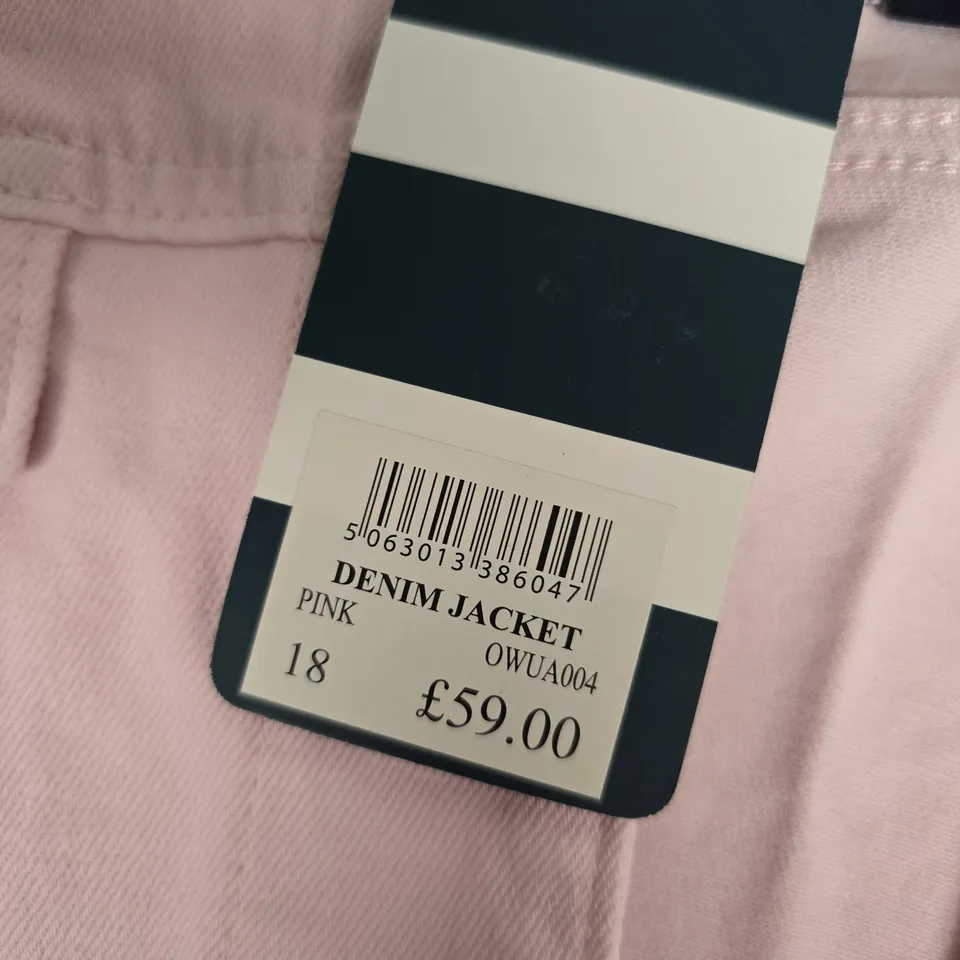 5 063013 386047
DENIM JACKET
PINK
OWUA004
18
£59.00